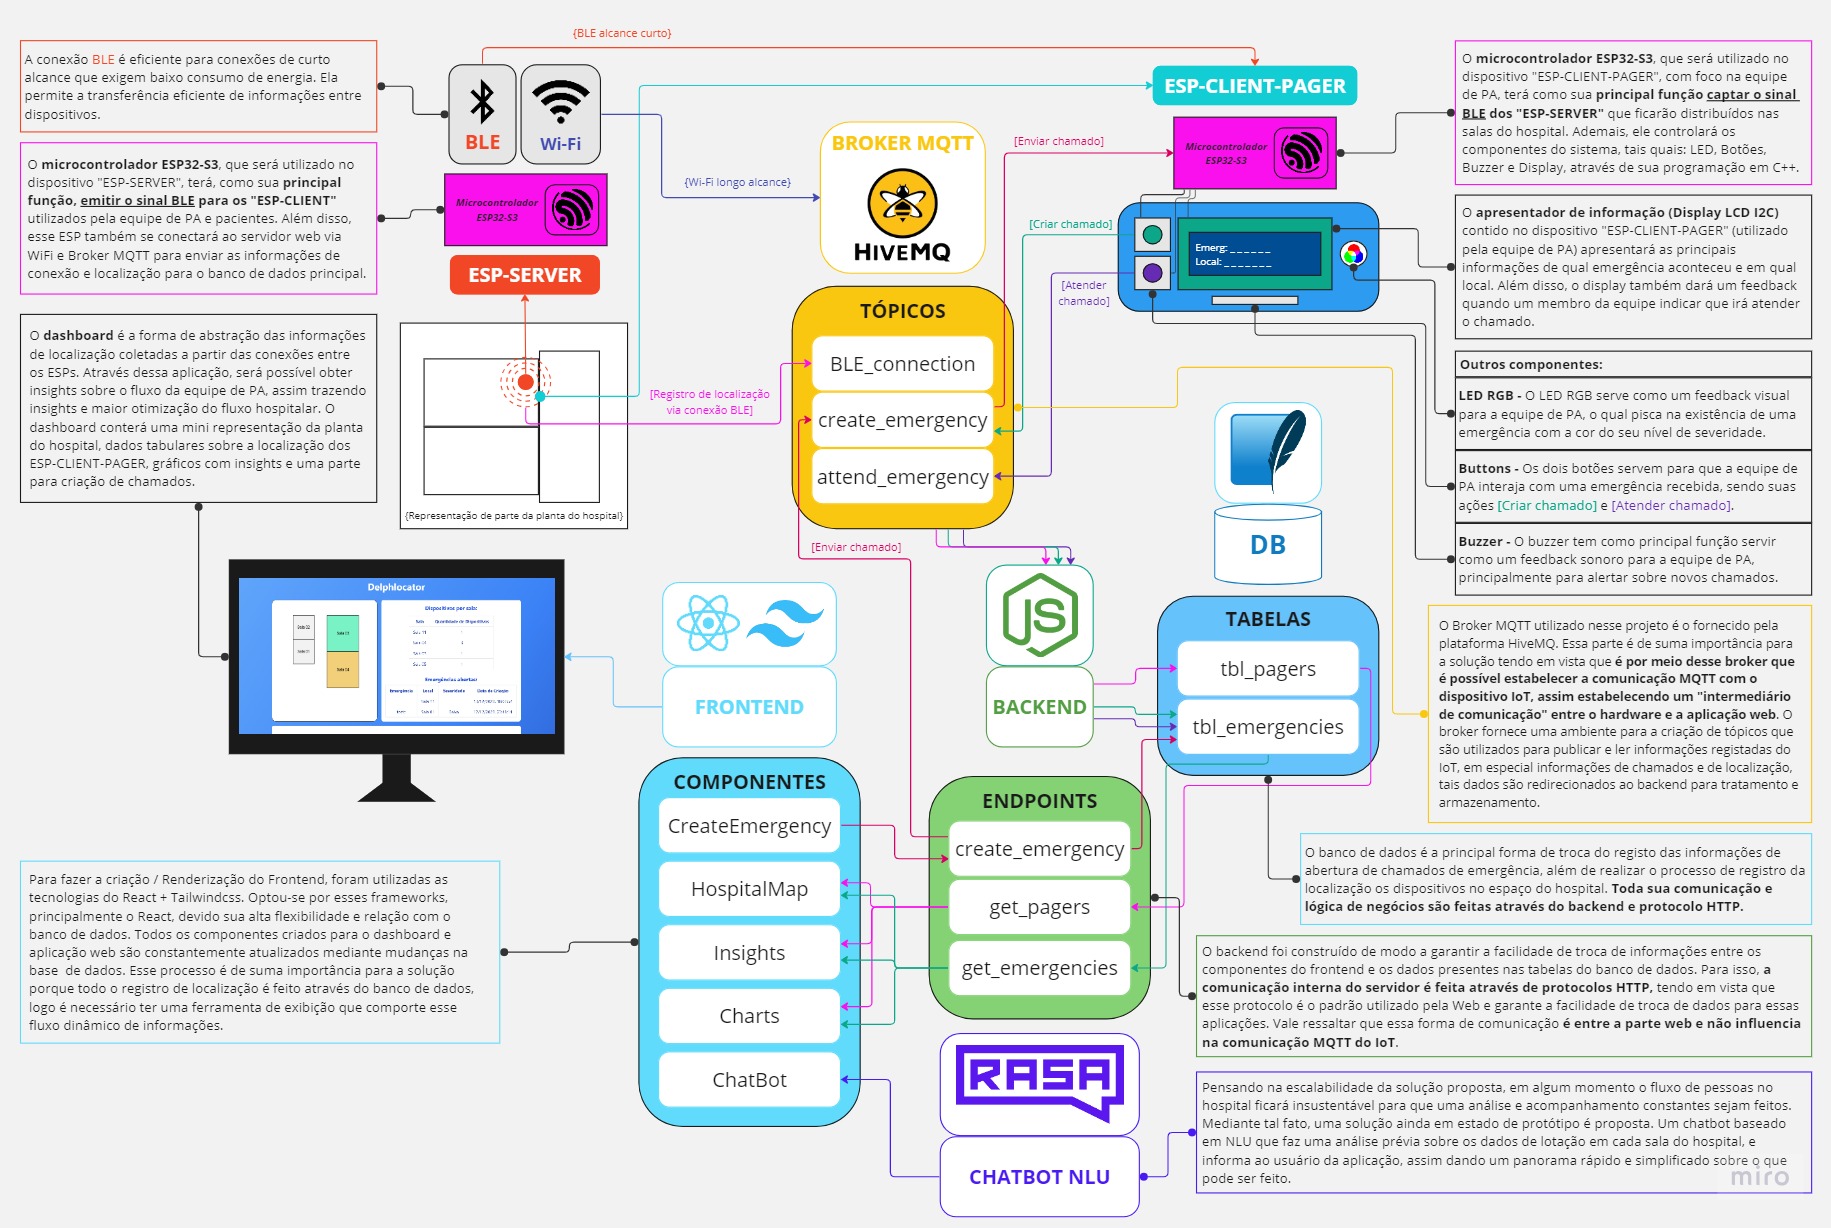 {BLE alcance curto}
A conexão BLE é eficiente para conexões de curto
alcance que exigem baixo consumo de energia. Ela
permite a transferência eficiente de informações entre
dispositivos.
BLE
Wi-Fi
O microcontrolador ESP32-S3, que será utilizado no
dispositivo "ESP-SERVER", terá, como sua principal
função, emitir o sinal BLE para os "ESP-CLIENT"
utilizados pela equipe de PA e pacientes. Além disso,
esse ESP também se conectará ao servidor web via
WiFi e Broker MQTT para enviar as informações de
conexão e localização para o banco de dados principal.
Microcontrolador
ESP32-S3
ESP-SERVER
{Wi-Fi longo alcance}
BROKER MQTT
HIVEMQ
[Enviar chamado]
ESP-CLIENT-PAGER
Microcontrolador
ESP32-S3
[Criar chamado]
[Atender
chamado]
Emerg: _ _ _ _ _ _
Local: _ _ _ _ _ _ _
O microcontrolador ESP32-S3, que será utilizado no
dispositivo "ESP-CLIENT-PAGER", com foco na equipe
de PA, terá como sua principal função captar o sinal
BLE dos "ESP-SERVER" que ficarão distribuídos nas
salas do hospital. Ademais, ele controlará os
componentes do sistema, tais quais: LED, Botões,
Buzzer e Display, através de sua programação em C++.
O apresentador de informação (Display LCD I2C)
contido no dispositivo "ESP-CLIENT-PAGER" (utilizado
pela equipe de PA) apresentará as principais
informações de qual emergência aconteceu e em qual
local. Além disso, o display também dará um feedback
quando um membro da equipe indicar que irá atender
o chamado.
Outros componentes:
LED RGB - O LED RGB serve como um feedback visual
para a equipe de PA, o qual pisca na existência de uma
emergência com a cor do seu nível de severidade.
Buttons - Os dois botões servem para que a equipe de
PA interaja com uma emergência recebida, sendo suas
ações [Criar chamado] e [Atender chamado].
Buzzer - O buzzer tem como principal função servir
como um feedback sonoro para a equipe de PA,
principalmente para alertar sobre novos chamados.
O dashboard é a forma de abstração das informações
de localização coletadas a partir das conexões entre
os ESPs. Através dessa aplicação, será possível obter
insights sobre o fluxo da equipe de PA, assim trazendo
insights e maior otimização do fluxo hospitalar. O
dashboard conterá uma mini representação da planta
do hospital, dados tabulares sobre a localização dos
ESP-CLIENT-PAGER, gráficos com insights e uma parte
para criação de chamados.
{Representação de parte da planta do hospital}
[Registro de localização
via conexão BLE]
TÓPICOS
BLE_connection
create_emergency
attend_emergency
[Enviar chamado]
Delphlocator
Dispositivos por sala:
Sala Quantidade de Dispositivos
Emergências abertas:
Emergência Local Severidade Data de Criação
FRONTEND
JS
BACKEND
DB
TABELAS
tbl_pagers
tbl_emergencies
O Broker MQTT utilizado nesse projeto é o fornecido pela
plataforma HiveMQ. Essa parte é de suma importância para
a solução tendo em vista que é por meio desse broker que
é possível estabelecer a comunicação MQTT com o
dispositivo IoT, assim estabelecendo um "intermediário
de comunicação" entre o hardware e a aplicação web. O
broker fornece uma ambiente para a criação de tópicos que
são utilizados para publicar e ler informações registadas do
IoT, em especial informações de chamados e de localização,
tais dados são redirecionados ao backend para tratamento e
armazenamento.
COMPONENTES
CreateEmergency
HospitalMap
Insights
Charts
ChatBot
ENDPOINTS
create_emergency
get_pagers
get_emergencies
O banco de dados é a principal forma de troca do registo das informações de
abertura de chamados de emergência, além de realizar o processo de registro da
localização os dispositivos no espaço do hospital. Toda sua comunicação e
lógica de negócios são feitas através do backend e protocolo HTTP.
Para fazer a criação / Renderização do Frontend, foram utilizadas as
tecnologias do React + Tailwindcss. Optou-se por esses frameworks,
principalmente o React, devido sua alta flexibilidade e relação com o
banco de dados. Todos os componentes criados para o dashboard e
aplicação web são constantemente atualizados mediante mudanças na
base  de dados. Esse processo é de suma importância para a solução
porque todo o registro de localização é feito através do banco de dados,
logo é necessário ter uma ferramenta de exibição que comporte esse
fluxo dinâmico de informações.
O backend foi construído de modo a garantir a facilidade de troca de informações entre os
componentes do frontend e os dados presentes nas tabelas do banco de dados. Para isso, a
comunicação interna do servidor é feita através de protocolos HTTP, tendo em vista que
esse protocolo é o padrão utilizado pela Web e garante a facilidade de troca de dados para essas
aplicações. Vale ressaltar que essa forma de comunicação é entre a parte web e não influencia
na comunicação MQTT do IoT.
RASA
CHATBOT NLU
Pensando na escalabilidade da solução proposta, em algum momento o fluxo de pessoas no
hospital ficará insustentável para que uma análise e acompanhamento constantes sejam feitos.
Mediante tal fato, uma solução ainda em estado de protótipo é proposta. Um chatbot baseado
em NLU que faz uma análise prévia sobre os dados de lotação em cada sala do hospital, e
informa ao usuário da aplicação, assim dando um panorama rápido e simplificado sobre o que
pode ser feito.
miro